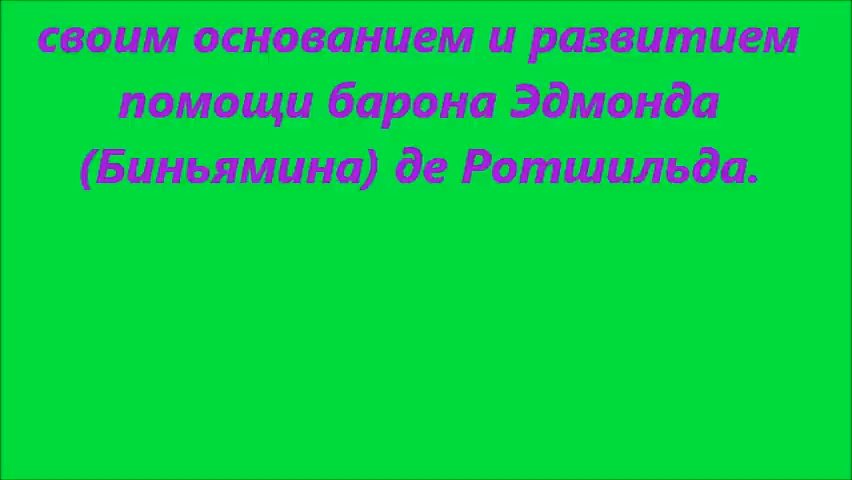 своим основанием и развитием
помощи барона Эдмонда
(Биньямина) де Ротшильда.